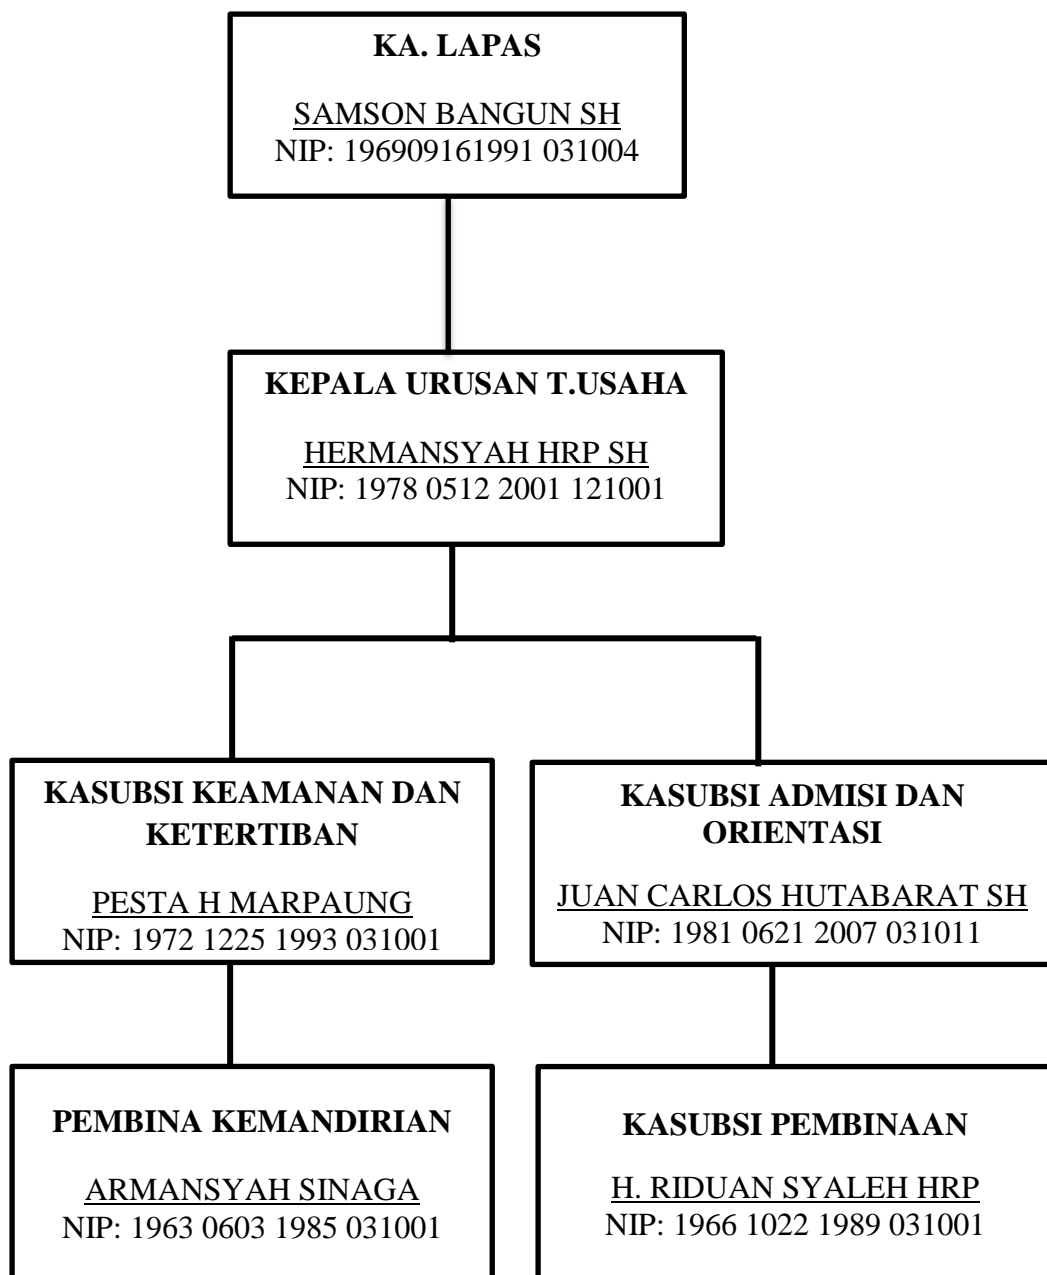 KA. LAPAS
SAMSON BANGUN SH
NIP: 196909161991 031004
KEPALA URUSAN T.USAHA
HERMANSYAH HRP SH
NIP: 1978 0512 2001 121001
KASUBSI KEAMANAN DAN
KETERTIBAN
PESTA H MARPAUNG
NIP: 1972 1225 1993 031001
KASUBSI ADMISI DAN
ORIENTASI
JUAN CARLOS HUTABARAT SH
NIP: 1981 0621 2007 031011
PEMBINA KEMANDIRIAN
ARMANSYAH SINAGA
NIP: 1963 0603 1985 031001
KASUBSI PEMBINAAN
H. RIDUAN SYALEH HRP
NIP: 1966 1022 1989 031001